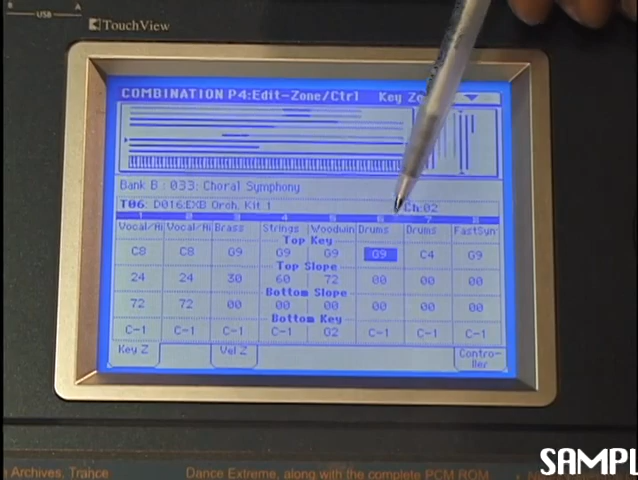 B A
USB
TouchView
COMBINATION P4:Edit-Zone/Ctrl Key Zo
Bank B : 033: Choral Symphony
T06: D016:EXB Orch. Kit 1 Ch:02
1 2 3 4 5 6 7 8
Vocal/Ai Vocal/Ai Brass Strings Woodwin Drums Drums FastSyn
Top Key
C8 C8 G9 G9 G9 G9 C4 G9
Top Slope
24 24 30 60 72 00 00 00
Bottom Slope
72 72 00 00 00 00 00 00
Bottom Key
C-1 C-1 C-1 C-1 G2 C-1 C-1 C-1
Key Z Vel Z Contro-
ller
Archives, Trance Dance Extreme, along with the complete PCM ROM
SAMPL